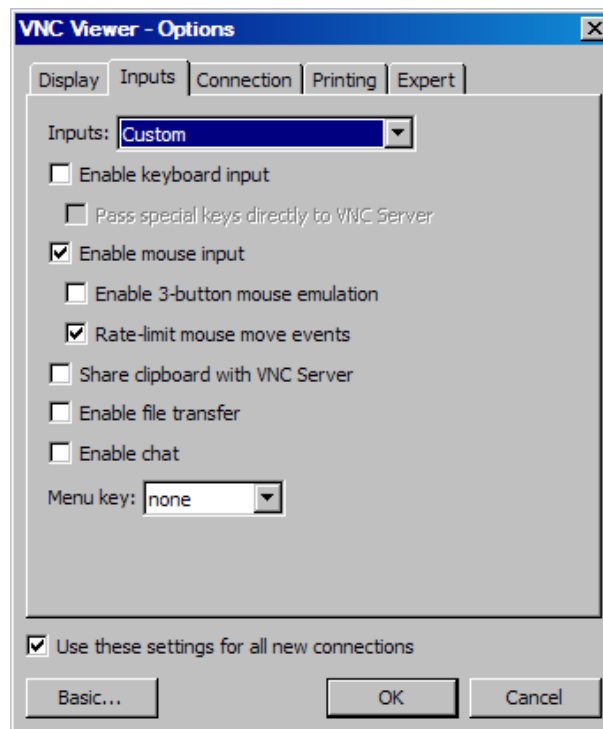 VNC Viewer - Options
Display Inputs Connection Printing Expert
Inputs: Custom
Enable keyboard input
Pass special keys directly to VNC Server
Enable mouse input
Enable 3-button mouse emulation
Rate-limit mouse move events
Share clipboard with VNC Server
Enable file transfer
Enable chat
Menu key: none
Use these settings for all new connections
Basic... OK Cancel